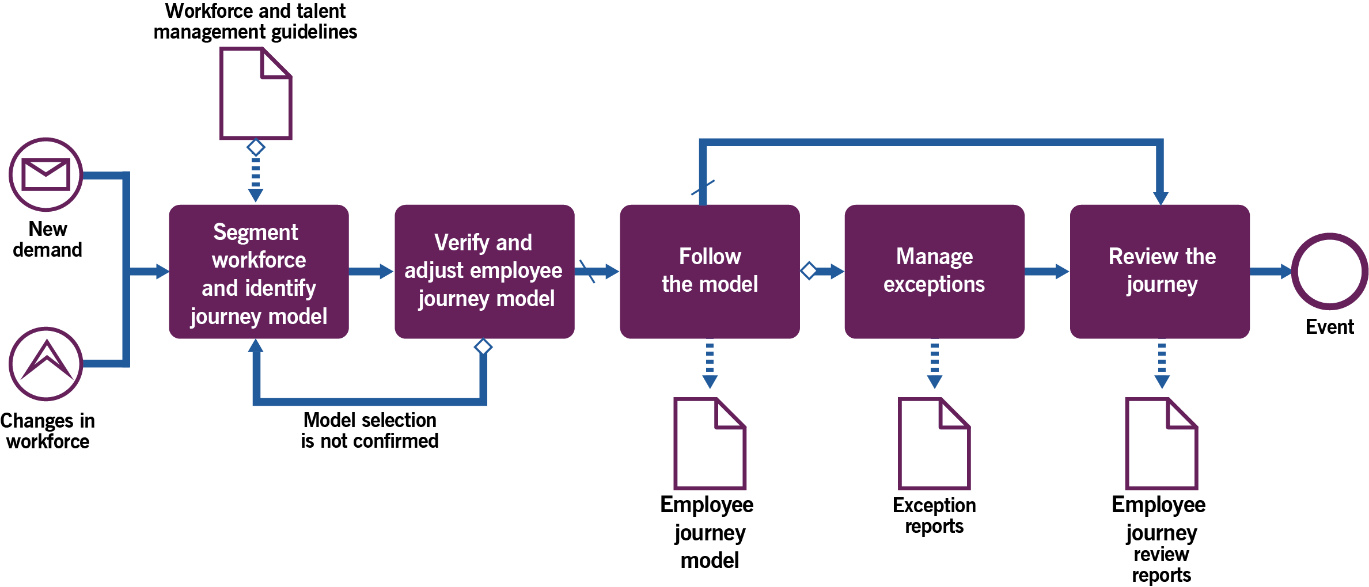 Workforce and talent
management guidelines
New
demand
Changes in
workforce
Segment
workforce
and identify
journey model
Verify and
adjust employee
journey model
Model selection
is not confirmed
Follow
the model
Manage
exceptions
Review the
journey
Event
Employee
journey
model
Exception
reports
Employee
journey
review
reports